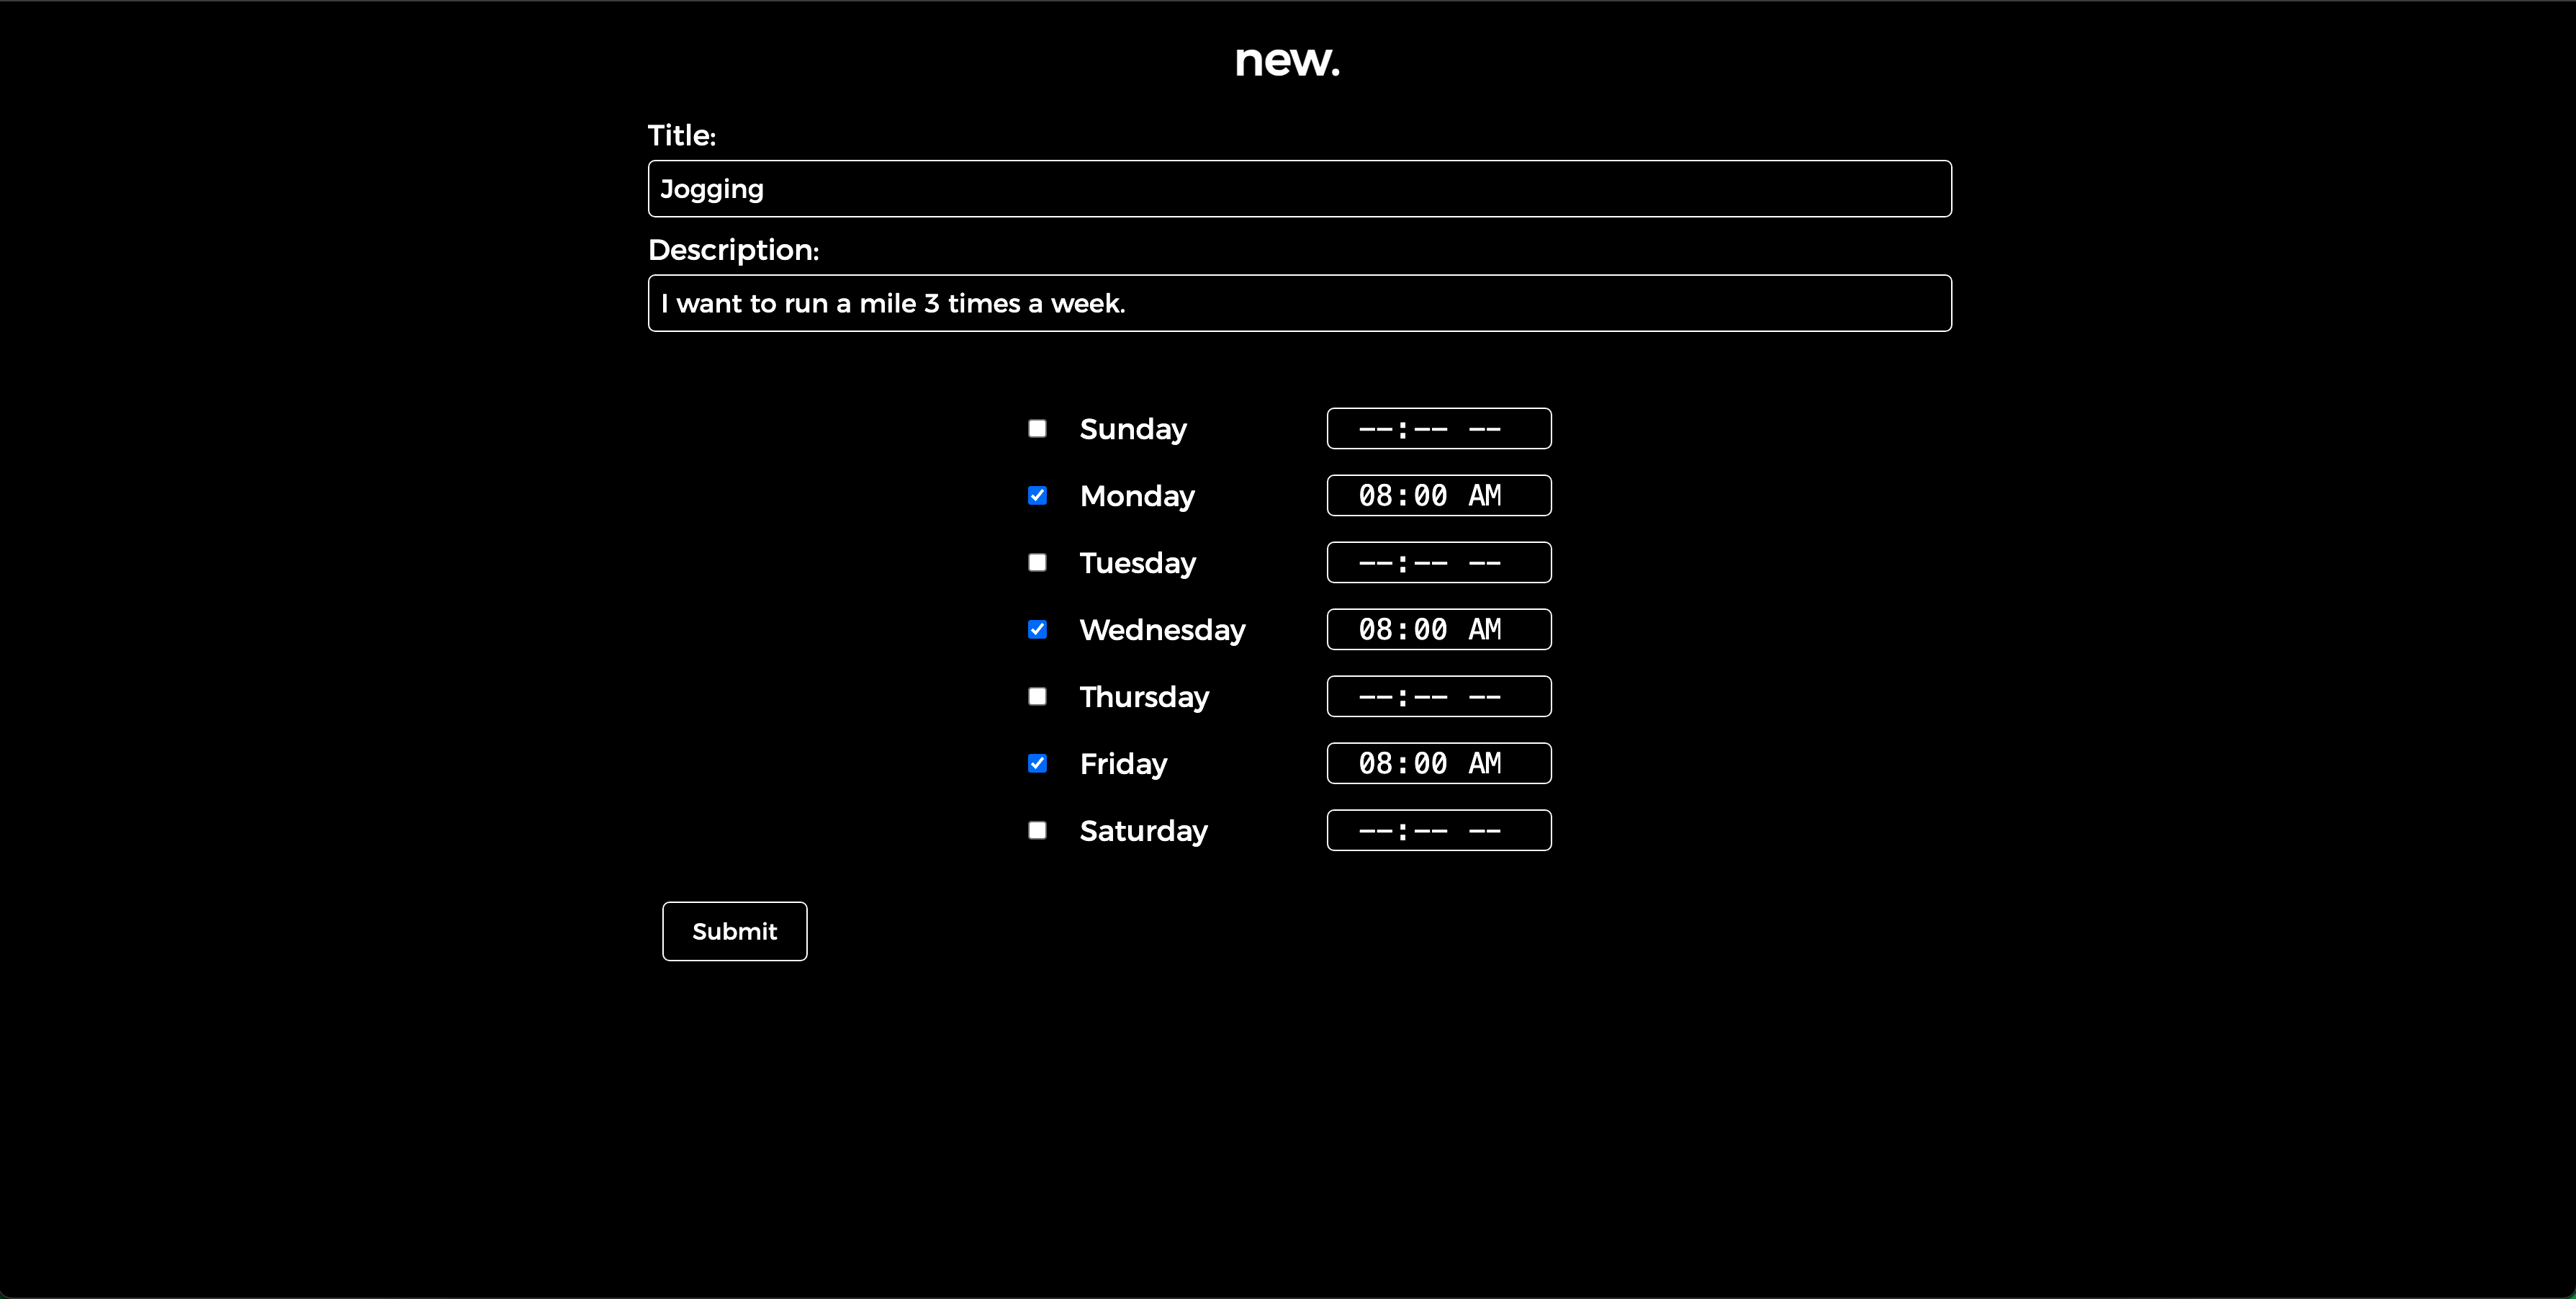 new.
Title:
Jogging
Description:
I want to run a mile 3 times a week.
Sunday --:-- --
Monday 08:00 AM
Tuesday --:-- --
Wednesday 08:00 AM
Thursday --:-- --
Friday 08:00 AM
Saturday --:-- --
Submit